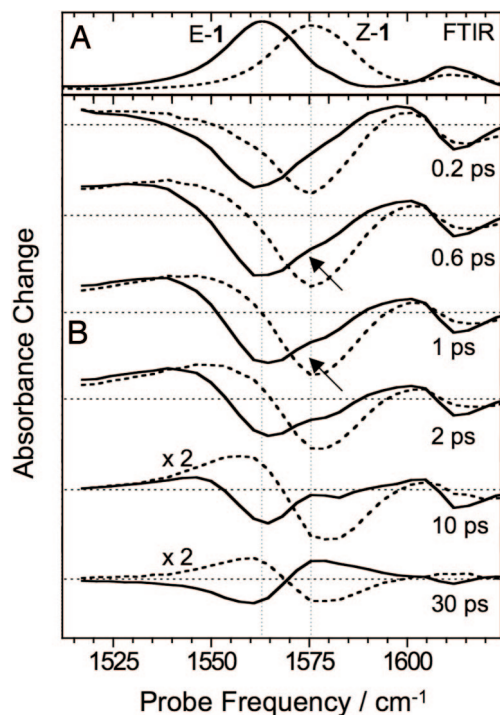 A E-1 Z-1 FTIR
0.2 ps
0.6 ps
1 ps
B
2 ps
x 2
10 ps
x 2
30 ps
1525 1550 1575 1600
Probe Frequency / cm⁻¹
Absorbance Change